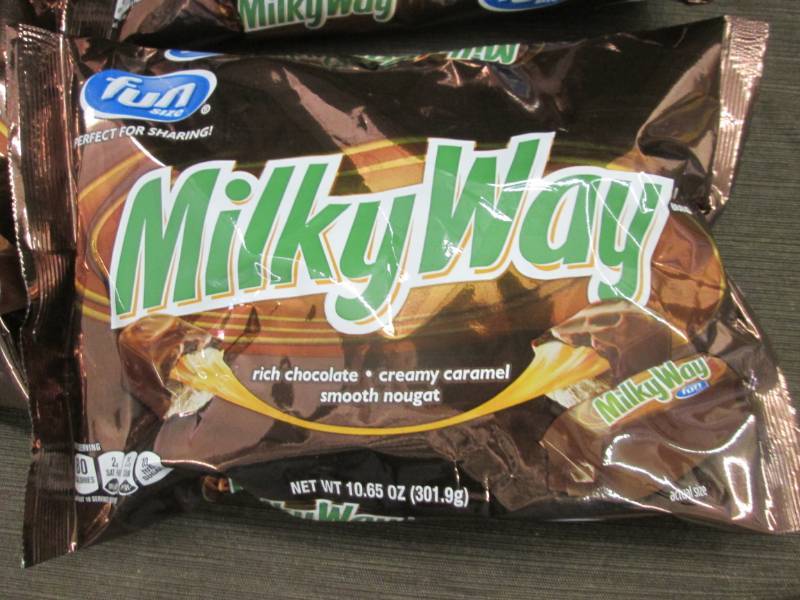 MilkyWay
fun
SIZE
PERFECT FOR SHARING!
MilkyWay
rich chocolate • creamy caramel
smooth nougat
MilkyWay
fun
NET WT 10.65 OZ (301.9g)
actual size